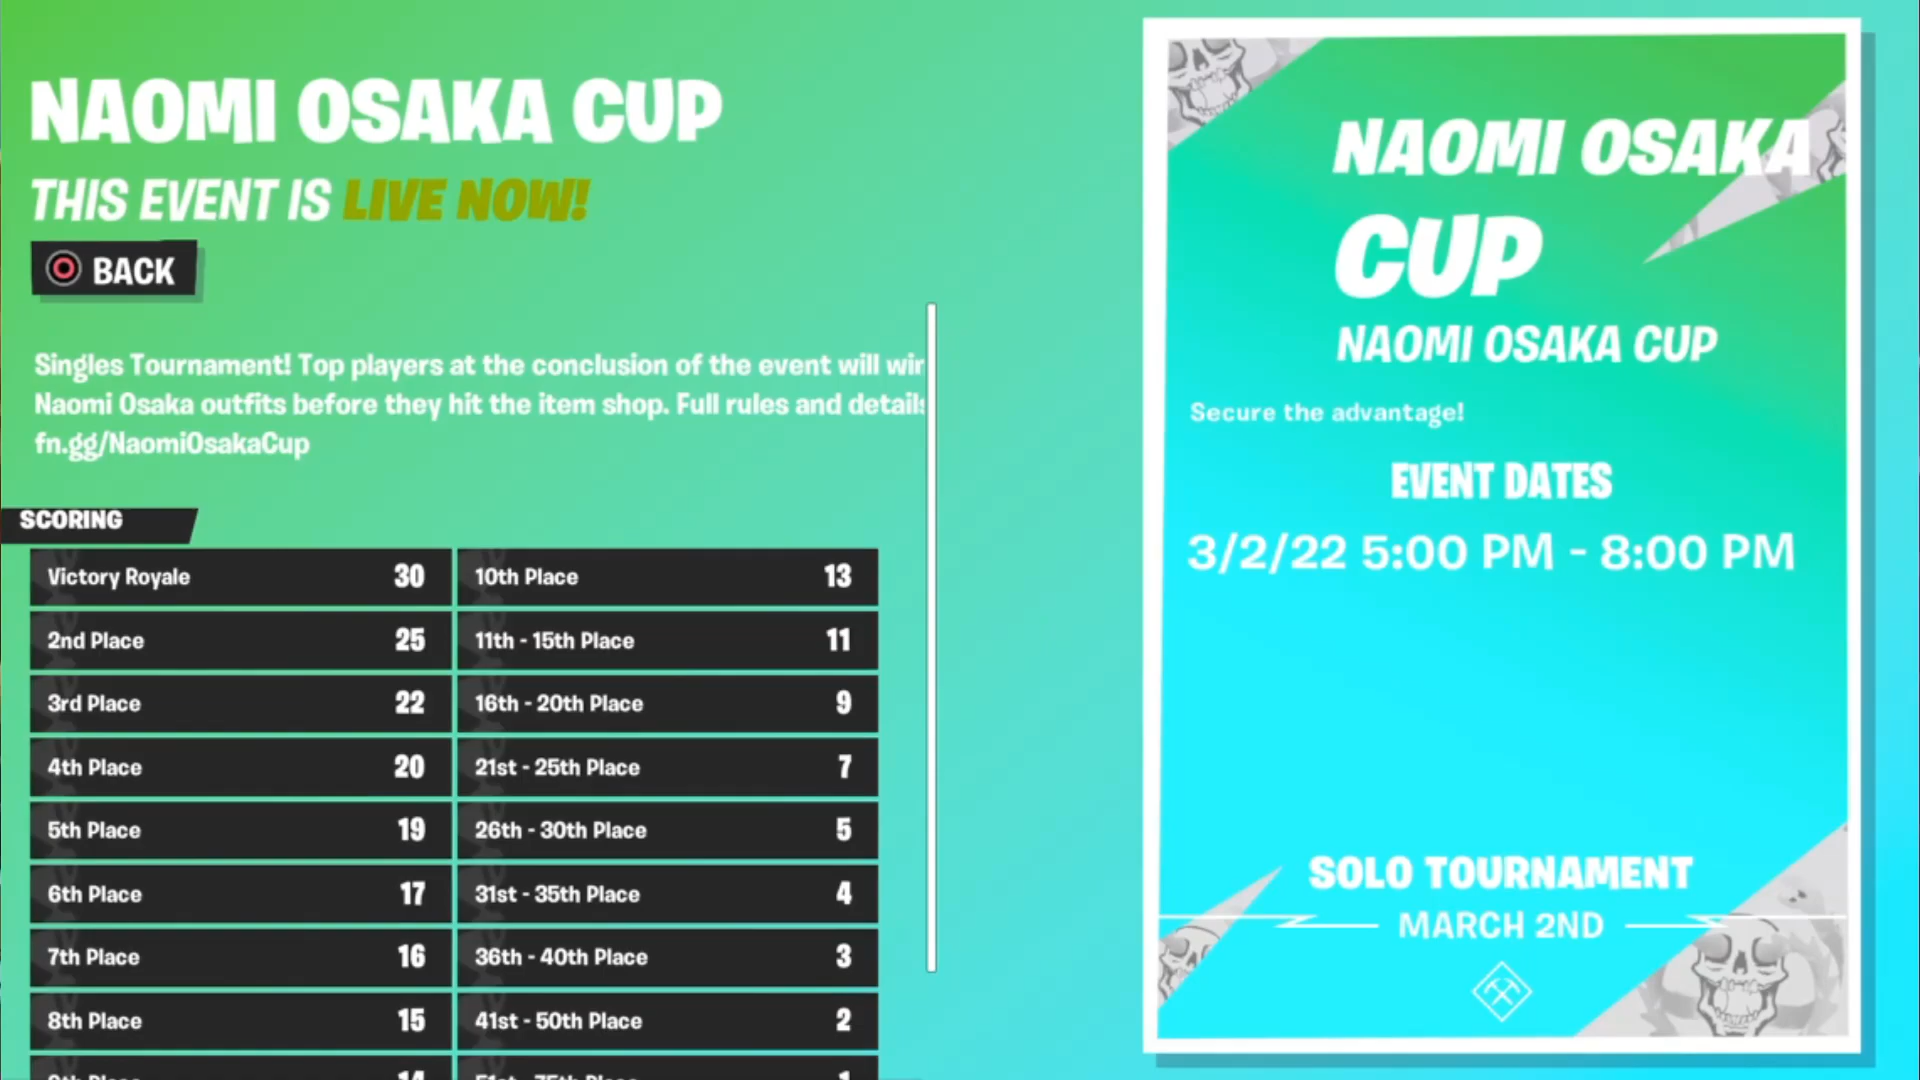 NAOMI OSAKA CUP
THIS EVENT IS LIVE NOW!
BACK
Singles Tournament! Top players at the conclusion of the event will
Naomi Osaka outfits before they hit the item shop. Full rules and details
fn.gg/NaomiOsakaCup
SCORING
Victory Royale 30
10th Place 13
2nd Place 25
11th - 15th Place 11
3rd Place 22
16th - 20th Place 9
4th Place 20
21st - 25th Place 7
5th Place 19
26th - 30th Place 5
6th Place 17
31st - 35th Place 4
7th Place 16
36th - 40th Place 3
8th Place 15
41st - 50th Place 2
NAOMI OSAKA
CUP
NAOMI OSAKA CUP
Secure the advantage!
EVENT DATES
3/2/22 5:00 PM - 8:00 PM
SOLO TOURNAMENT
MARCH 2ND